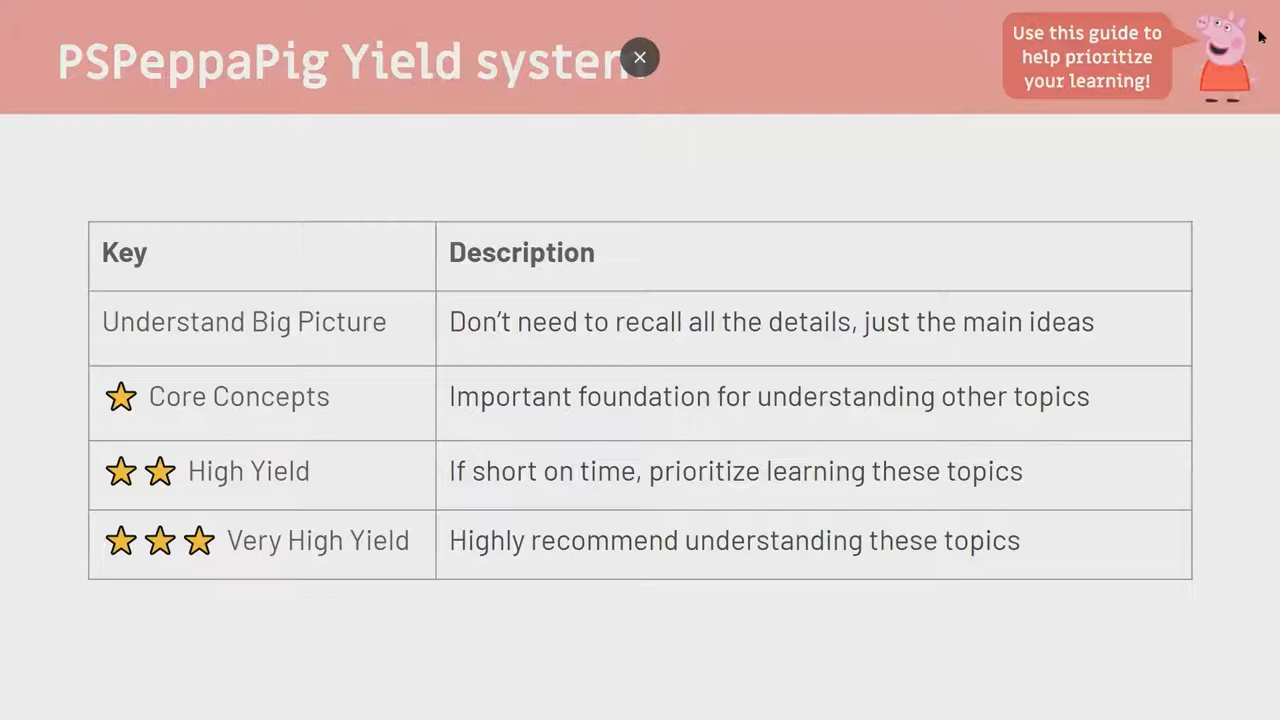 PSPeppaPig Yield system
Use this guide to
help prioritize
your learning!
Key
Description
Understand Big Picture
Don't need to recall all the details, just the main ideas
Core Concepts
Important foundation for understanding other topics
High Yield
If short on time, prioritize learning these topics
Very High Yield
Highly recommend understanding these topics